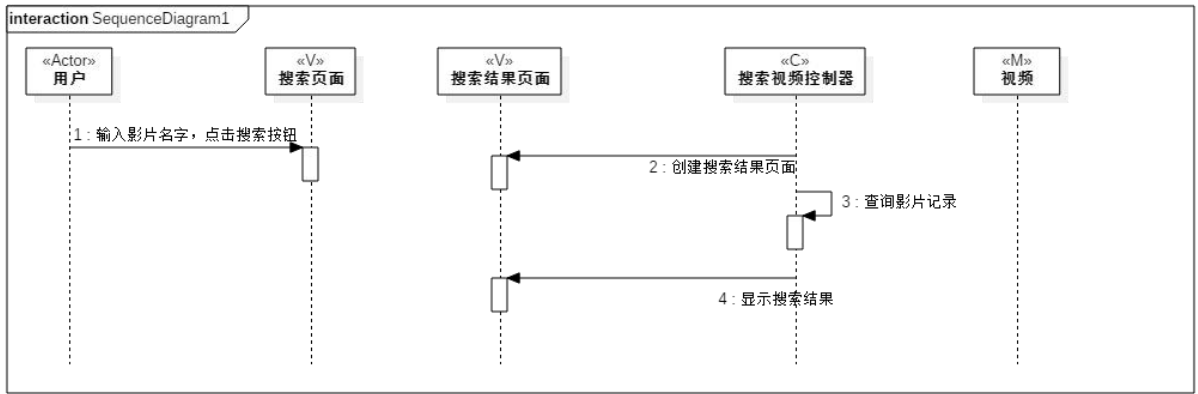 interaction SequenceDiagram1
«Actor»
用户
«V»
搜索页面
«V»
搜索结果页面
«C»
搜索视频控制器
«M»
视频
1 : 输入影片名字，点击搜索按钮
2 : 创建搜索结果页面
3 : 查询影片记录
4 : 显示搜索结果